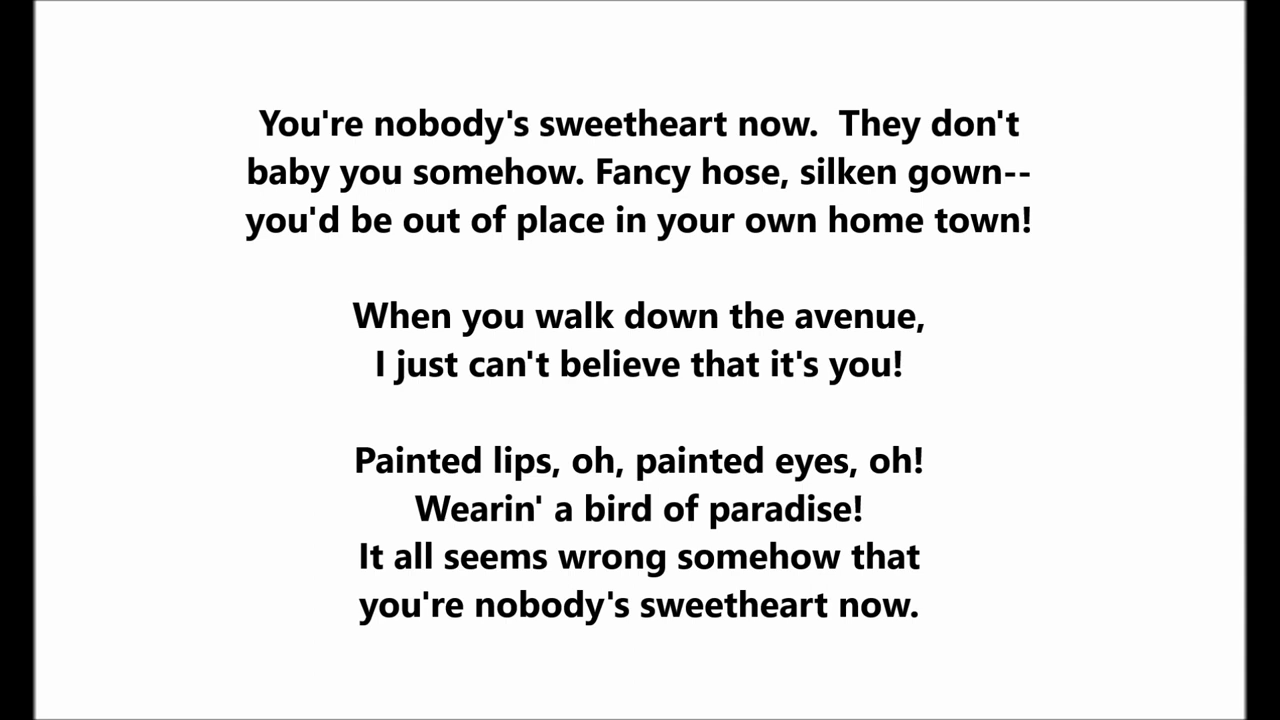 You're nobody's sweetheart now.  They don't
baby you somehow. Fancy hose, silken gown--
you'd be out of place in your own home town!
When you walk down the avenue,
I just can't believe that it's you!
Painted lips, oh, painted eyes, oh!
Wearin' a bird of paradise!
It all seems wrong somehow that
you're nobody's sweetheart now.